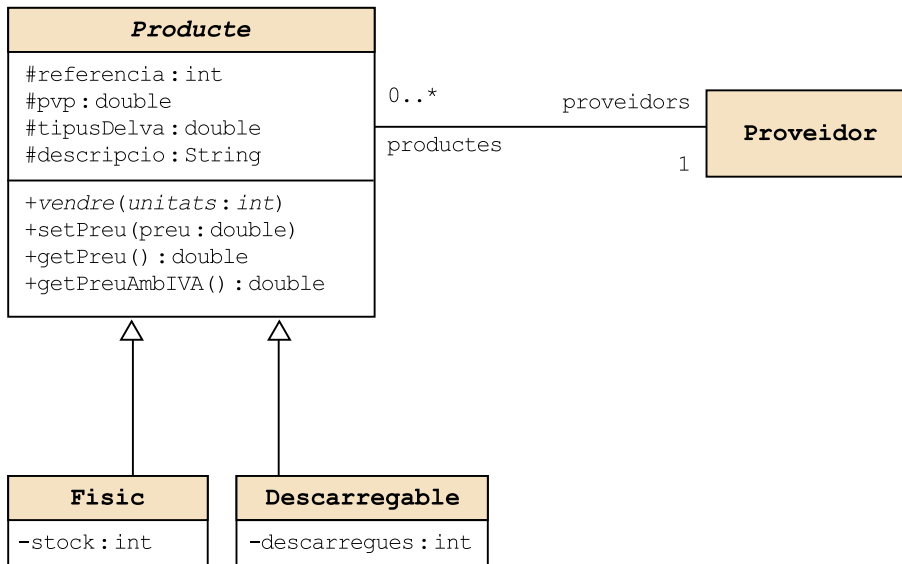 Producte
#referencia:int
#pvp:double
#tipusDelva:double
#descripcio:String
+vendre(unitats:int)
+setPreu(preu:double)
+getPreu():double
+getPreuAmbIVA():double
0..*
productes
proveidors
1
Proveidor
Fisic
-stock:int
Descarregable
-descarregues:int